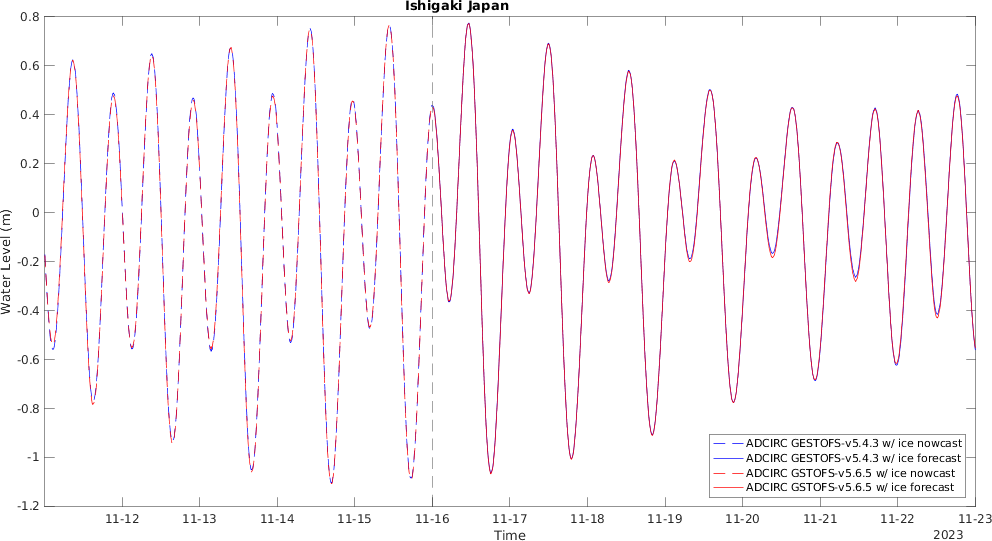 Ishigaki Japan
Water Level (m)
0.8
0.6
0.4
0.2
0
-0.2
-0.4
-0.6
-0.8
-1
-1.2
ADCIRC GESTOFS-v5.4.3 w/ ice nowcast
ADCIRC GESTOFS-v5.4.3 w/ ice forecast
ADCIRC GSTOFS-v5.6.5 w/ ice nowcast
ADCIRC GSTOFS-v5.6.5 w/ ice forecast
11-12 11-13 11-14 11-15 11-16 11-17 11-18 11-19 11-20 11-21 11-22 11-23
Time
2023